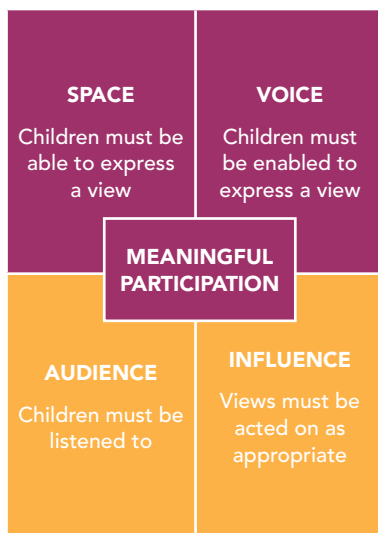 SPACE
Children must be
able to express
a view
VOICE
Children must
be enabled to
express a view
MEANINGFUL
PARTICIPATION
AUDIENCE
Children must be
listened to
INFLUENCE
Views must be
acted on as
appropriate